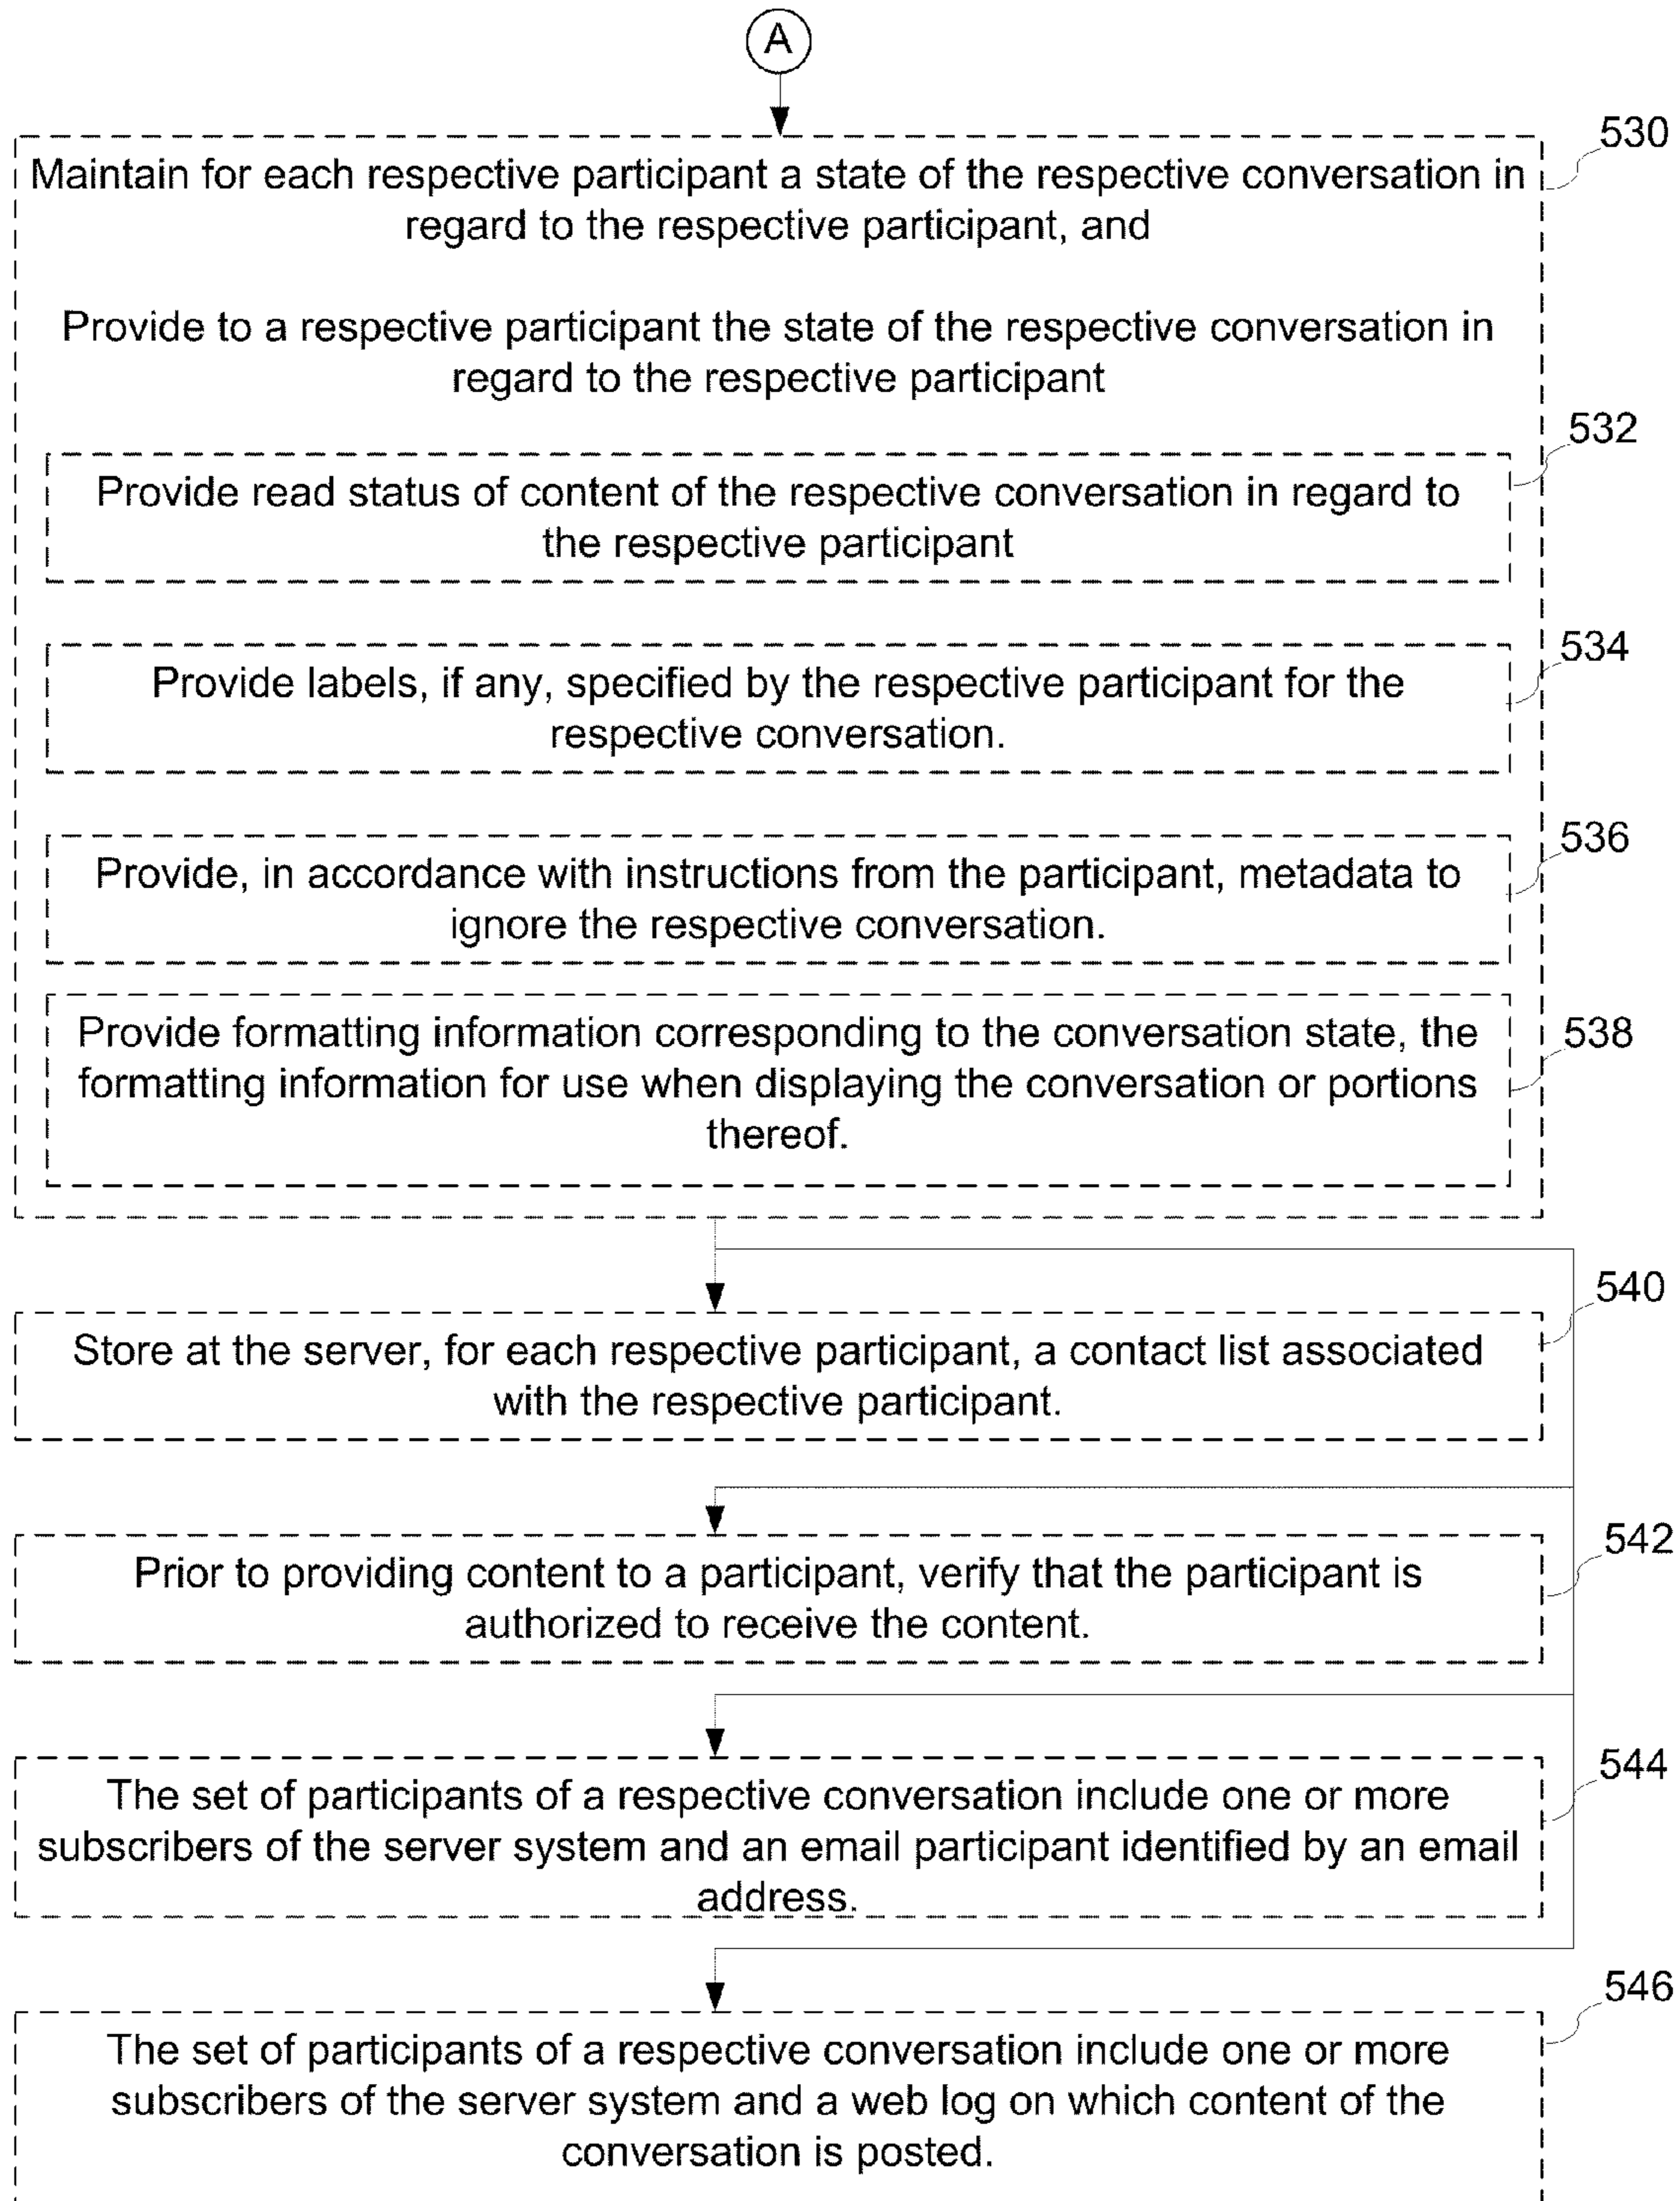 A
530
Maintain for each respective participant a state of the respective conversation in
regard to the respective participant, and
Provide to a respective participant the state of the respective conversation in
regard to the respective participant
532
Provide read status of content of the respective conversation in regard to
the respective participant
534
Provide labels, if any, specified by the respective participant for the
respective conversation.
536
Provide, in accordance with instructions from the participant, metadata to
ignore the respective conversation.
538
Provide formatting information corresponding to the conversation state, the
formatting information for use when displaying the conversation or portions
thereof.
540
Store at the server, for each respective participant, a contact list associated
with the respective participant.
542
Prior to providing content to a participant, verify that the participant is
authorized to receive the content.
544
The set of participants of a respective conversation include one or more
subscribers of the server system and an email participant identified by an email
address.
546
The set of participants of a respective conversation include one or more
subscribers of the server system and a web log on which content of the
conversation is posted.